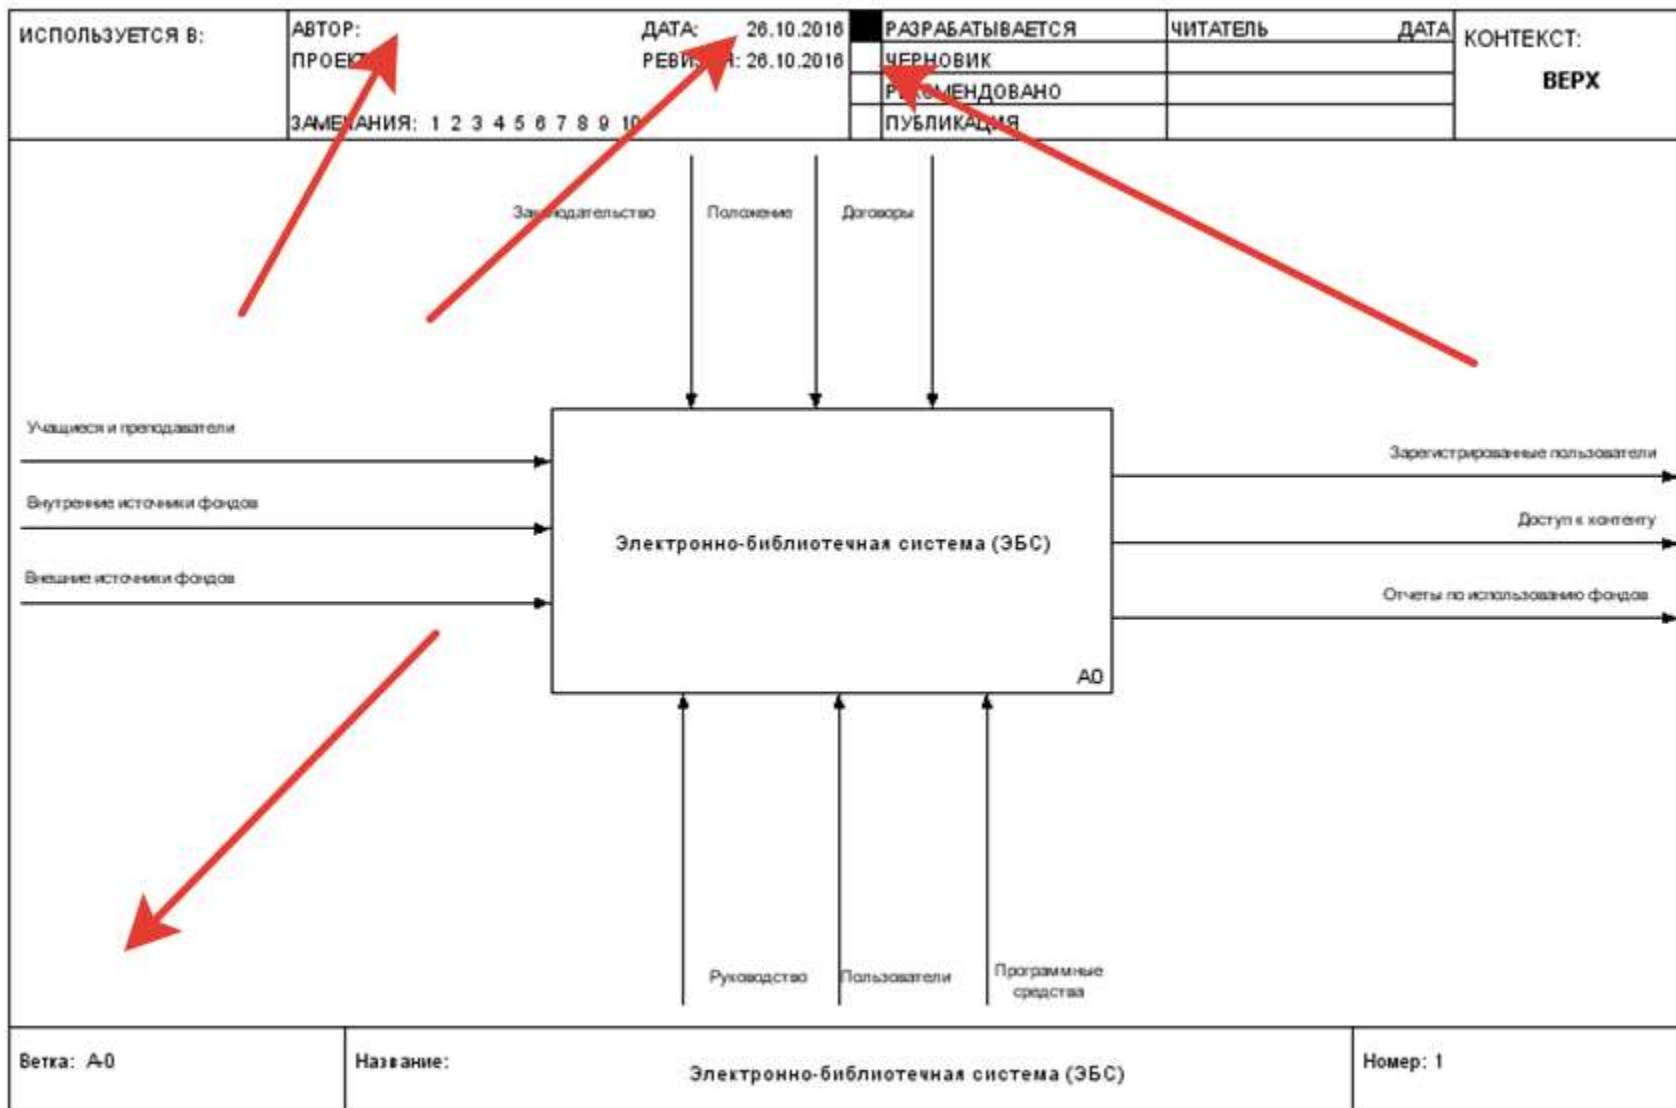 ИСПОЛЬЗУЕТСЯ В:
АВТОР:
ДАТА: 26.10.2016
ПРОЕКТ
РЕВИЗИЯ: 26.10.2016
ЗАМЕЧАНИЯ: 1 2 3 4 5 6 7 8 9 10
РАЗРАБАТЫВАЕТСЯ
ЧЕРНОВИК
РЕКОМЕНДОВАНО
ПУБЛИКАЦИЯ
ЧИТАТЕЛЬ ДАТА
КОНТЕКСТ:
ВЕРХ
Законодательство
Положение
Договоры
Учащиеся и преподаватели
Внутренние источники фондов
Внешние источники фондов
Электронно-библиотечная система (ЭБС)
A0
Зарегистрированные пользователи
Доступ к контенту
Отчеты по использованию фондов
Руководство
Пользователи
Программные
средства
Ветка: A-0
Название:
Электронно-библиотечная система (ЭБС)
Номер: 1